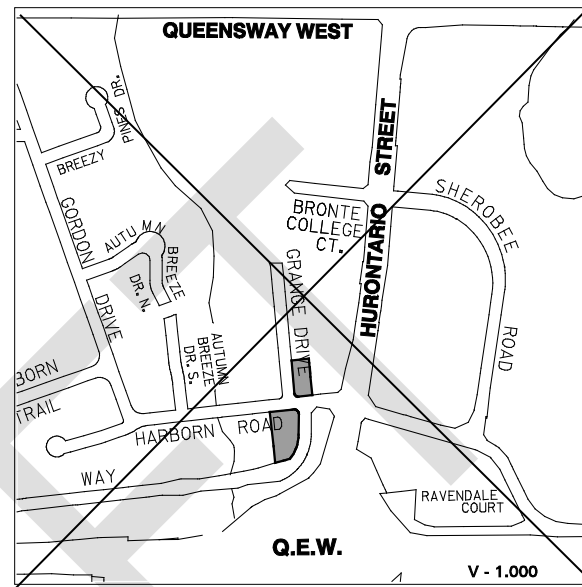 QUEENSWAY WEST
PINES DR.
BREEZY
GORDON
DRIVE
AUTUMN
BREEZE
DR. N.
AUTUMN
BREEZE
DR. S.
BRONTE
COLLEGE
CT.
GRANGE DRIVE
HURONTARIO STREET
SHEROBEE
ROAD
BORN
TRAIL
HARBORN ROAD
WAY
RAVENDALE
COURT
Q.E.W.
V - 1.000